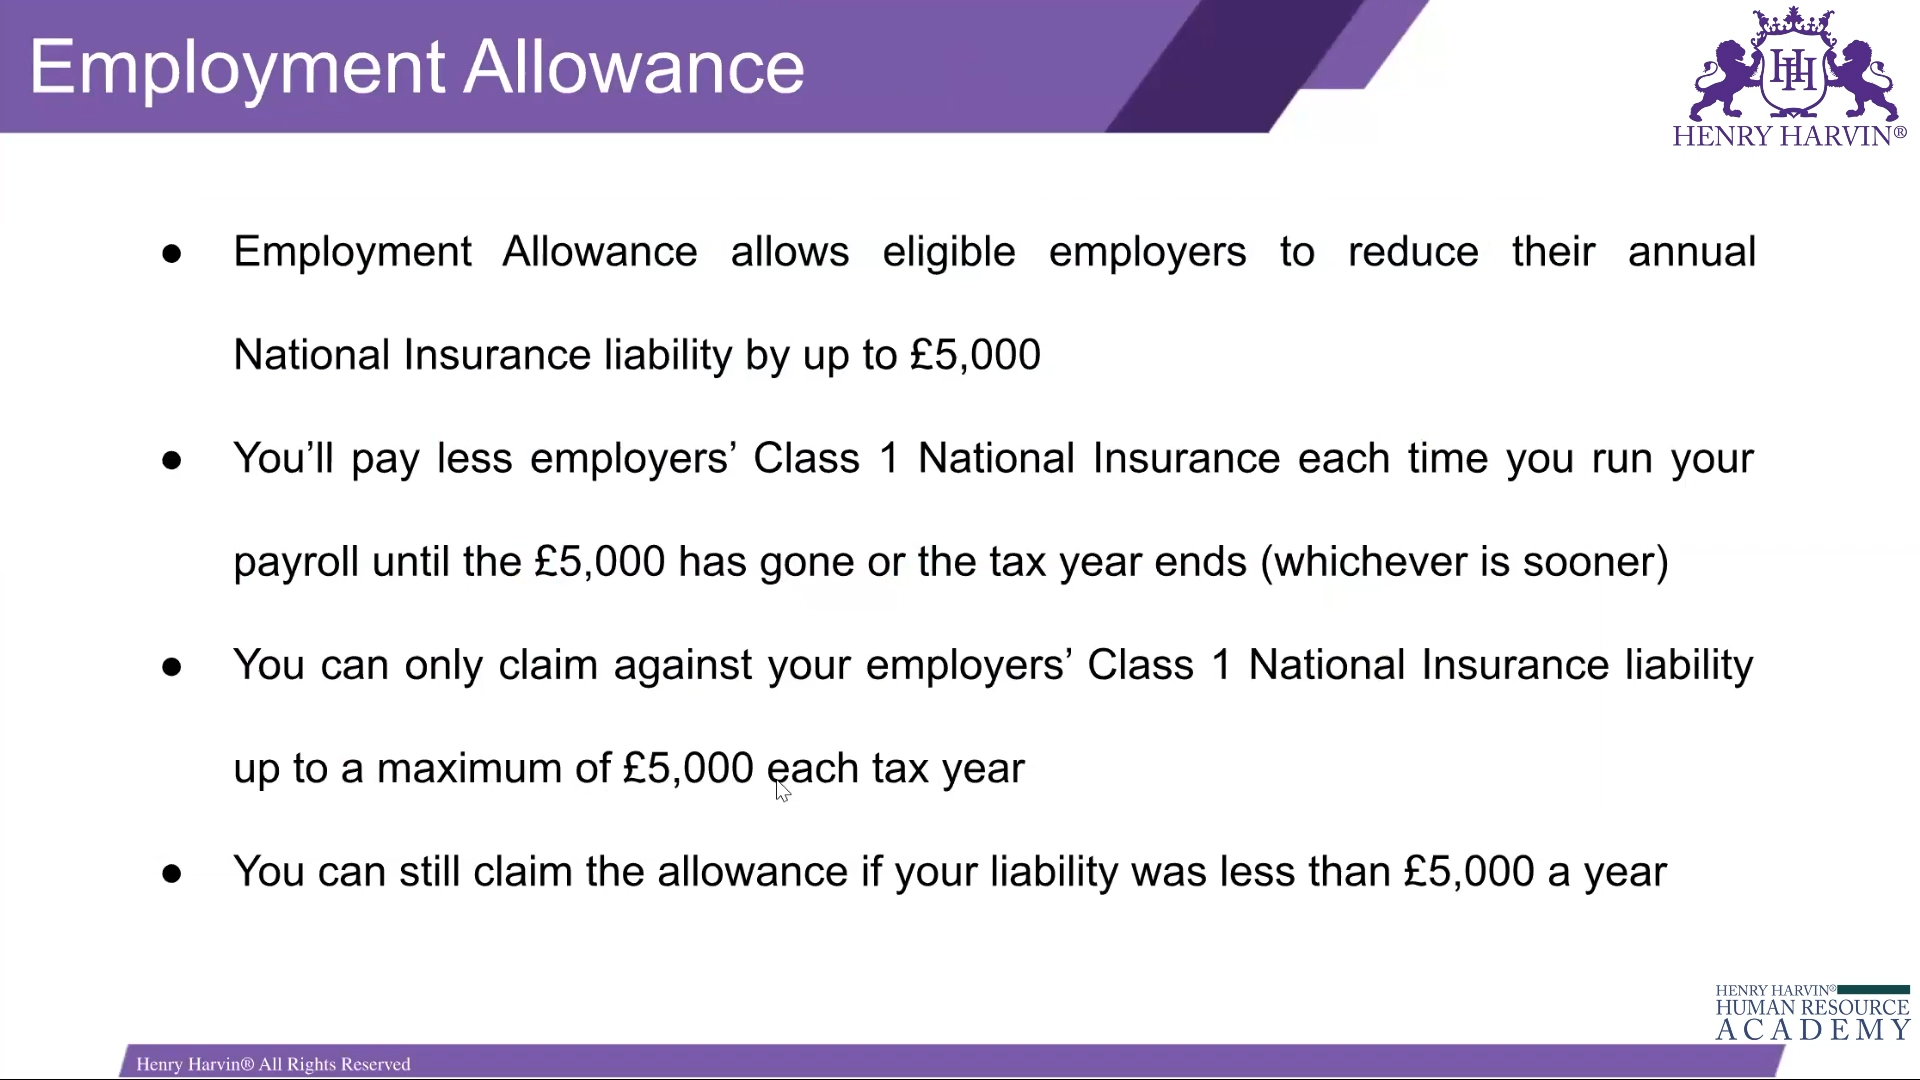 Employment Allowance
HENRY HARVIN®
● Employment Allowance allows eligible employers to reduce their annual
National Insurance liability by up to £5,000
● You’ll pay less employers’ Class 1 National Insurance each time you run your
payroll until the £5,000 has gone or the tax year ends (whichever is sooner)
● You can only claim against your employers’ Class 1 National Insurance liability
up to a maximum of £5,000 each tax year
● You can still claim the allowance if your liability was less than £5,000 a year
HENRY HARVIN®
HUMAN RESOURCE
ACADEMY
Henry Harvin® All Rights Reserved